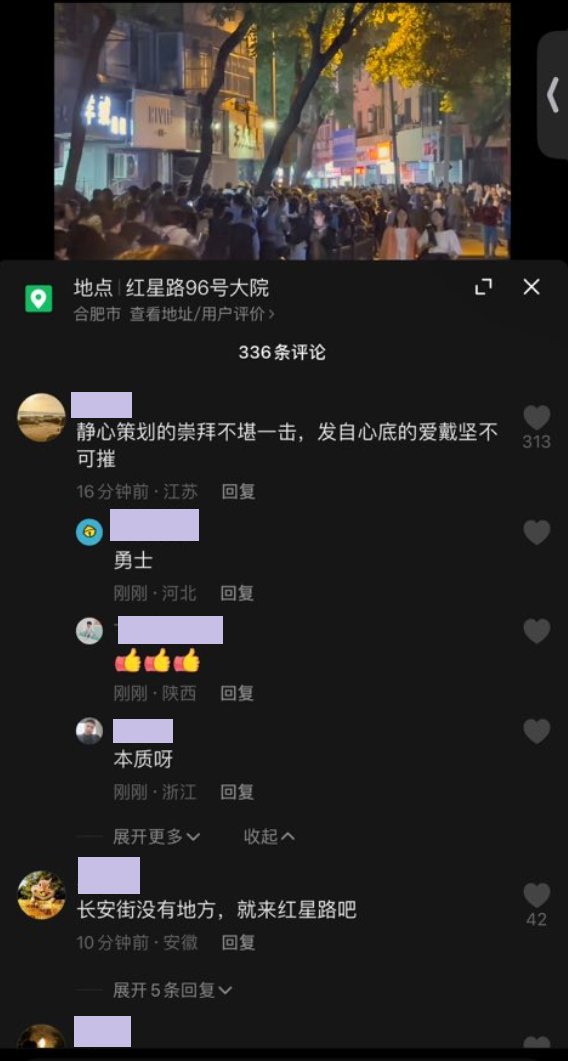 地点 | 红星路96号大院
合肥市 查看地址/用户评价 >
336条评论
静心策划的崇拜不堪一击，发自心底的爱戴坚不
可摧
313
16分钟前 · 江苏 回复
勇士
刚刚 · 河北 回复
👍👍👍
刚刚 · 陕西 回复
本质呀
刚刚 · 浙江 回复
展开更多 收起
长安街没有地方，就来红星路吧
42
10分钟前 · 安徽 回复
展开5条回复